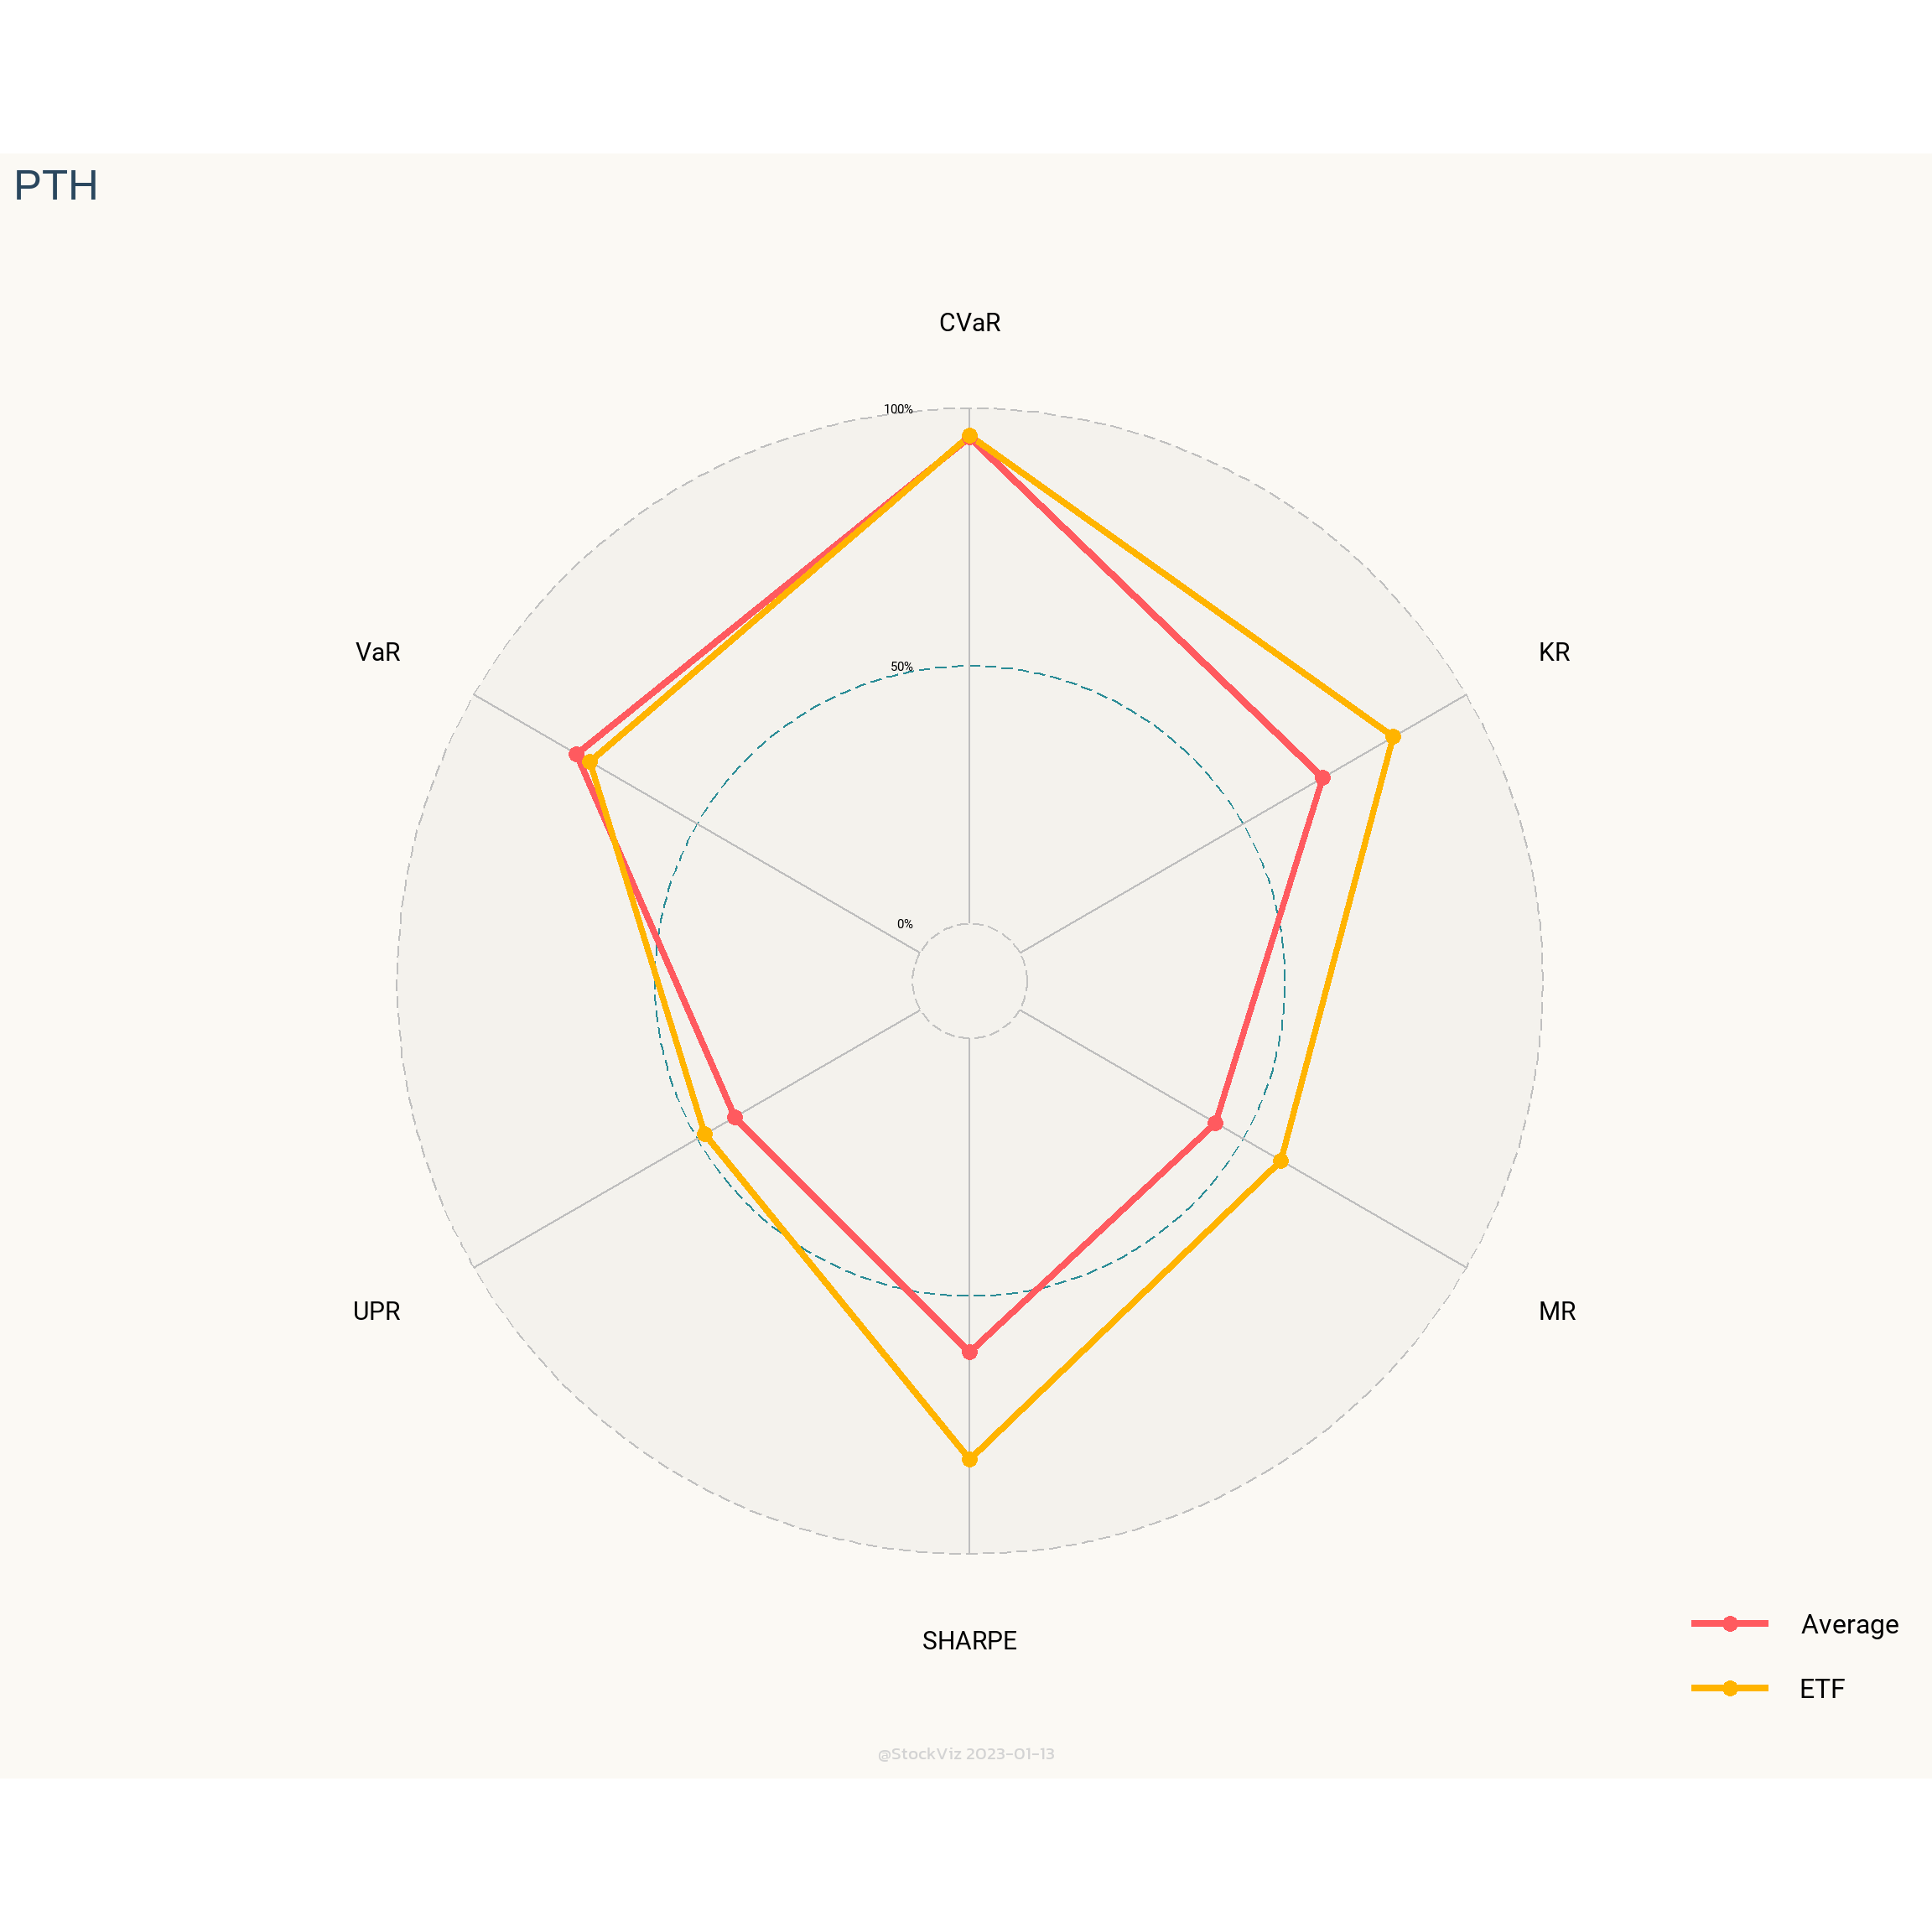 PTH
CVaR
100%
KR
VaR
50%
0%
UPR
MR
SHARPE
Average
ETF
@StockViz 2023-01-13